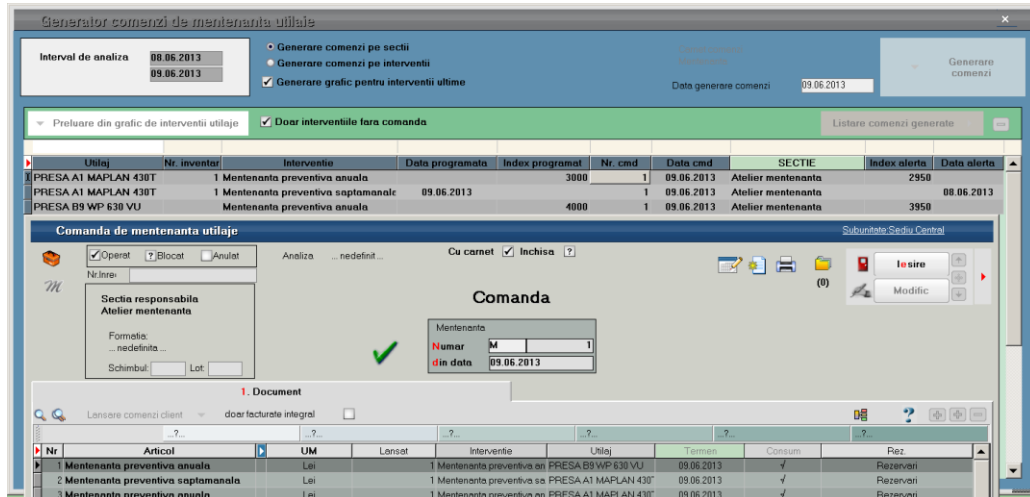 Generator comenzi de mentenanta utilaje
Interval de analiza 08.06.2013
09.06.2013
Generare comenzi pe sectii
Generare comenzi pe interventii
Generare grafic pentru interventii ultime
Data generare comenzi 09.06.2013
Generare
comenzi
Preluare din grafic de interventii utilaje
Doar interventiile fara comanda
Listare comenzi generate
Utilaj Nr. inventar Interventie Data programata Index programat Nr. cmd Data cmd SECTIE Index alerta Data alerta
PRESA A1 MAPLAN 430T 1 Mentenanta preventiva anuala 3000 1 09.06.2013 Atelier mentenanta 2950
PRESA A1 MAPLAN 430T 1 Mentenanta preventiva saptamanala 09.06.2013 1 09.06.2013 Atelier mentenanta 08.06.2013
PRESA B9 WP 630 VU Mentenanta preventiva anuala 4000 1 09.06.2013 Atelier mentenanta 3950
Comanda de mentenanta utilaje
Subunitate:Sediu Central
Operat ? Blocat Anulat
Analiza ... nedefinit...
Cu carnet Inchisa ?
Nr.Inre
M
Sectia responsabila
Atelier mentenanta
Formatia:
... nedefinita ...
Schimbul: Lot:
Comanda
Mentenanta
Numar M 1
din data 09.06.2013
(0)
Iesire
Modific
1. Document
Lansare comenzi client
doar facturate integral
?
...?... ...?... ...?... ...?... ...?... ...?...
Nr Articol UM Lansat Interventie Utilaj Termen Consum Rez.
1 Mentenanta preventiva anuala Lei 1 Mentenanta preventiva an PRESA B9 WP 630 VU 09.06.2013 √ Rezervari
2 Mentenanta preventiva saptamanala Lei 1 Mentenanta preventiva sa PRESA A1 MAPLAN 430T 09.06.2013 √ Rezervari
3 Mentenanta preventiva anuala Lei 1 Mentenanta preventiva an PRESA A1 MAPLAN 430T 09.06.2013 √ Rezervari